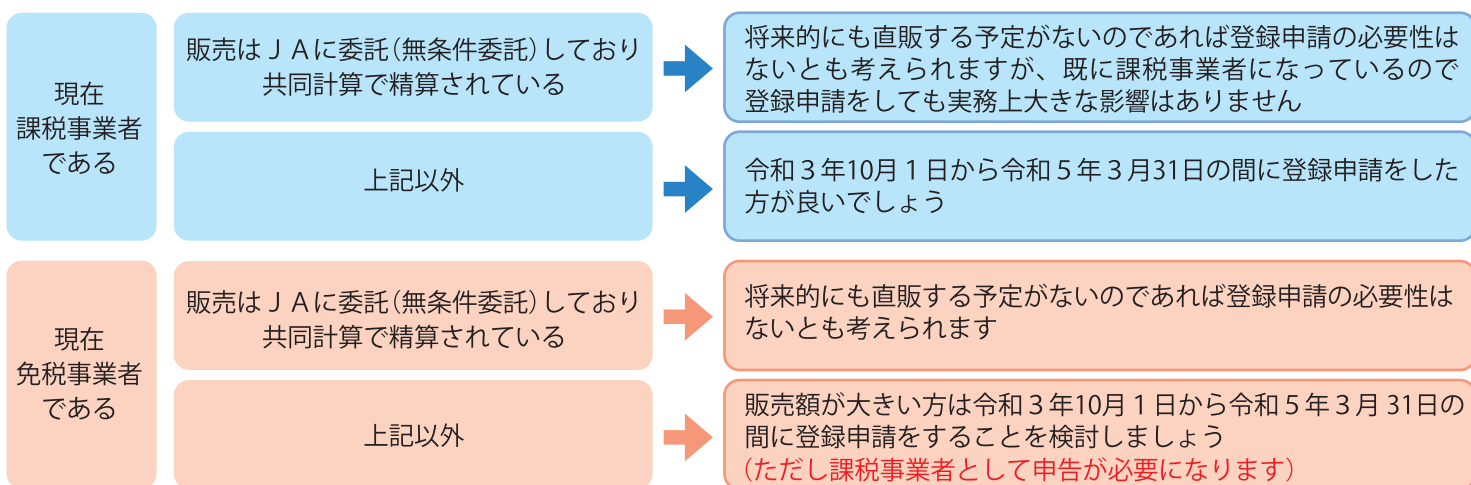 現在
課税事業者
である
販売はＪＡに委託(無条件委託)しており
共同計算で精算されている
将来的にも直販する予定がないのであれば登録申請の必要性は
ないとも考えられますが、既に課税事業者になっているので
登録申請をしても実務上大きな影響はありません
上記以外
令和３年10月１日から令和５年３月31日の間に登録申請をした
方が良いでしょう
現在
免税事業者
である
販売はＪＡに委託(無条件委託)しており
共同計算で精算されている
将来的にも直販する予定がないのであれば登録申請の必要性は
ないとも考えられます
上記以外
販売額が大きい方は令和３年10月１日から令和５年３月31日の
間に登録申請をすることを検討しましょう
(ただし課税事業者として申告が必要になります)